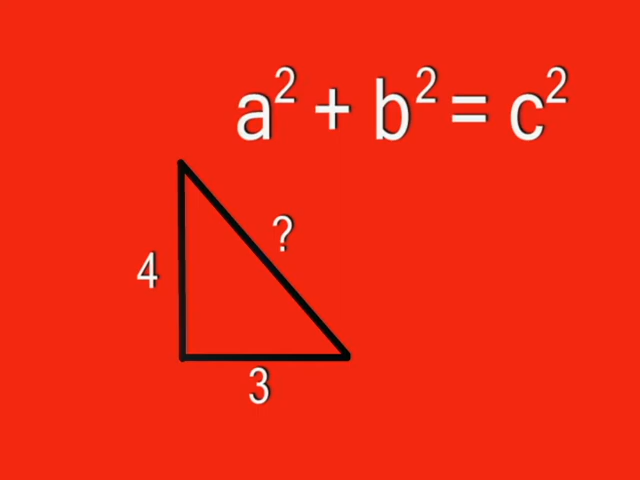 a² + b² = c²
?
4
3